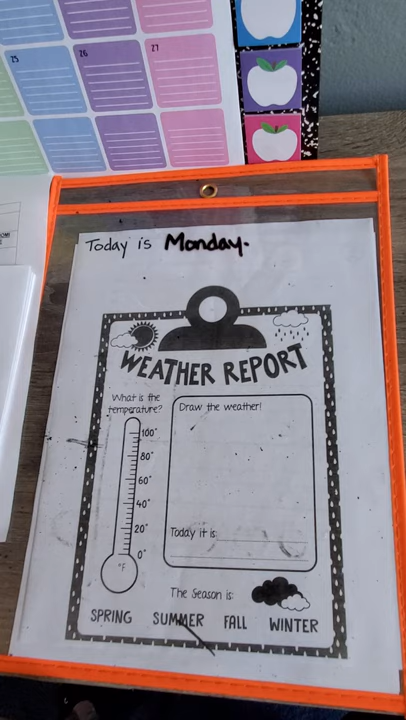 25
26
27
Today is Monday.
WEATHER REPORT
What is the
temperature?
Draw the weather!
100°
80°
60°
40°
20°
0°
°F
Today it is
The Season is:
SPRING SUMMER FALL WINTER